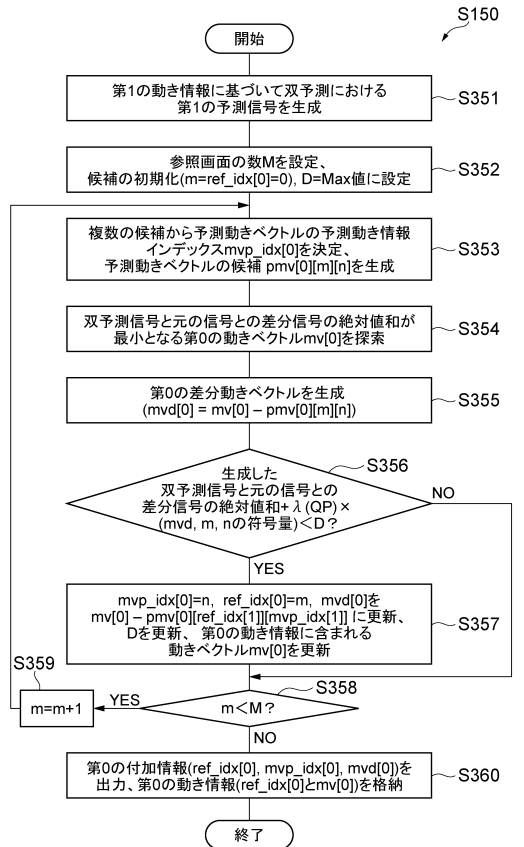 S150
開始
第1の動き情報に基づいて双予測における
第1の予測信号を生成
S351
参照画面の数Mを設定、
候補の初期化(m=ref_idx[0]=0), D=Max値に設定
S352
複数の候補から予測動きベクトルの予測動き情報
インデックスmvp_idx[0]を決定、
予測動きベクトルの候補 pmv[0][m][n]を生成
S353
双予測信号と元の信号との差分信号の絶対値和が
最小となる第0の動きベクトルmv[0]を探索
S354
第0の差分動きベクトルを生成
(mvd[0] = mv[0] − pmv[0][m][n])
S355
S356
生成した
双予測信号と元の信号との
差分信号の絶対値和+λ(QP)×
(mvd, m, nの符号量)<D?
NO
YES
mvp_idx[0]=n, ref_idx[0]=m, mvd[0]を
mv[0] − pmv[0][ref_idx[1]][mvp_idx[1]] に更新、
Dを更新、 第0の動き情報に含まれる
動きベクトルmv[0]を更新
S357
S359
m=m+1
YES
S358
m<M?
NO
第0の付加情報(ref_idx[0], mvp_idx[0], mvd[0])を
出力、第0の動き情報(ref_idx[0]とmv[0])を格納
S360
終了